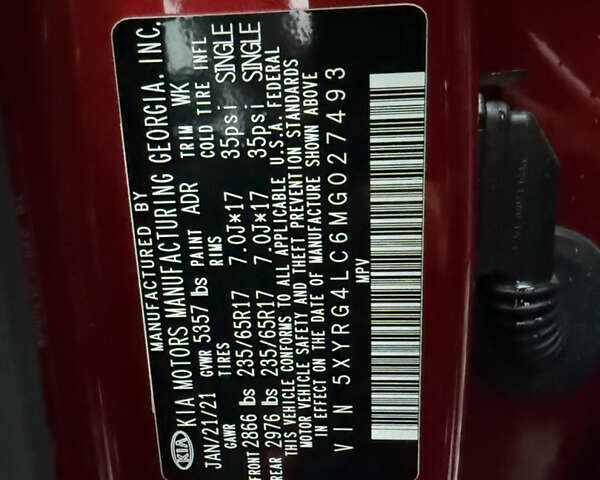 MANUFACTURED BY
KIA KIA MOTORS MANUFACTURING GEORGIA. INC.
JAN/21/21 GVWR 5357 lbs PAINT ADR TRIM WK
GAWR TIRES RIMS COLD TIRE INFL
FRONT 2866 lbs 235/65R17 7.0J*17 35psi SINGLE
REAR 2976 lbs 235/65R17 7.0J*17 35psi SINGLE
THIS VEHICLE CONFORMS TO ALL APPLICABLE U.S.A. FEDERAL
MOTOR VEHICLE SAFETY AND THEFT PREVENTION STANDARDS
IN EFFECT ON THE DATE OF MANUFACTURE SHOWN ABOVE
VIN 5XYRG4LC6MG027493
MPV